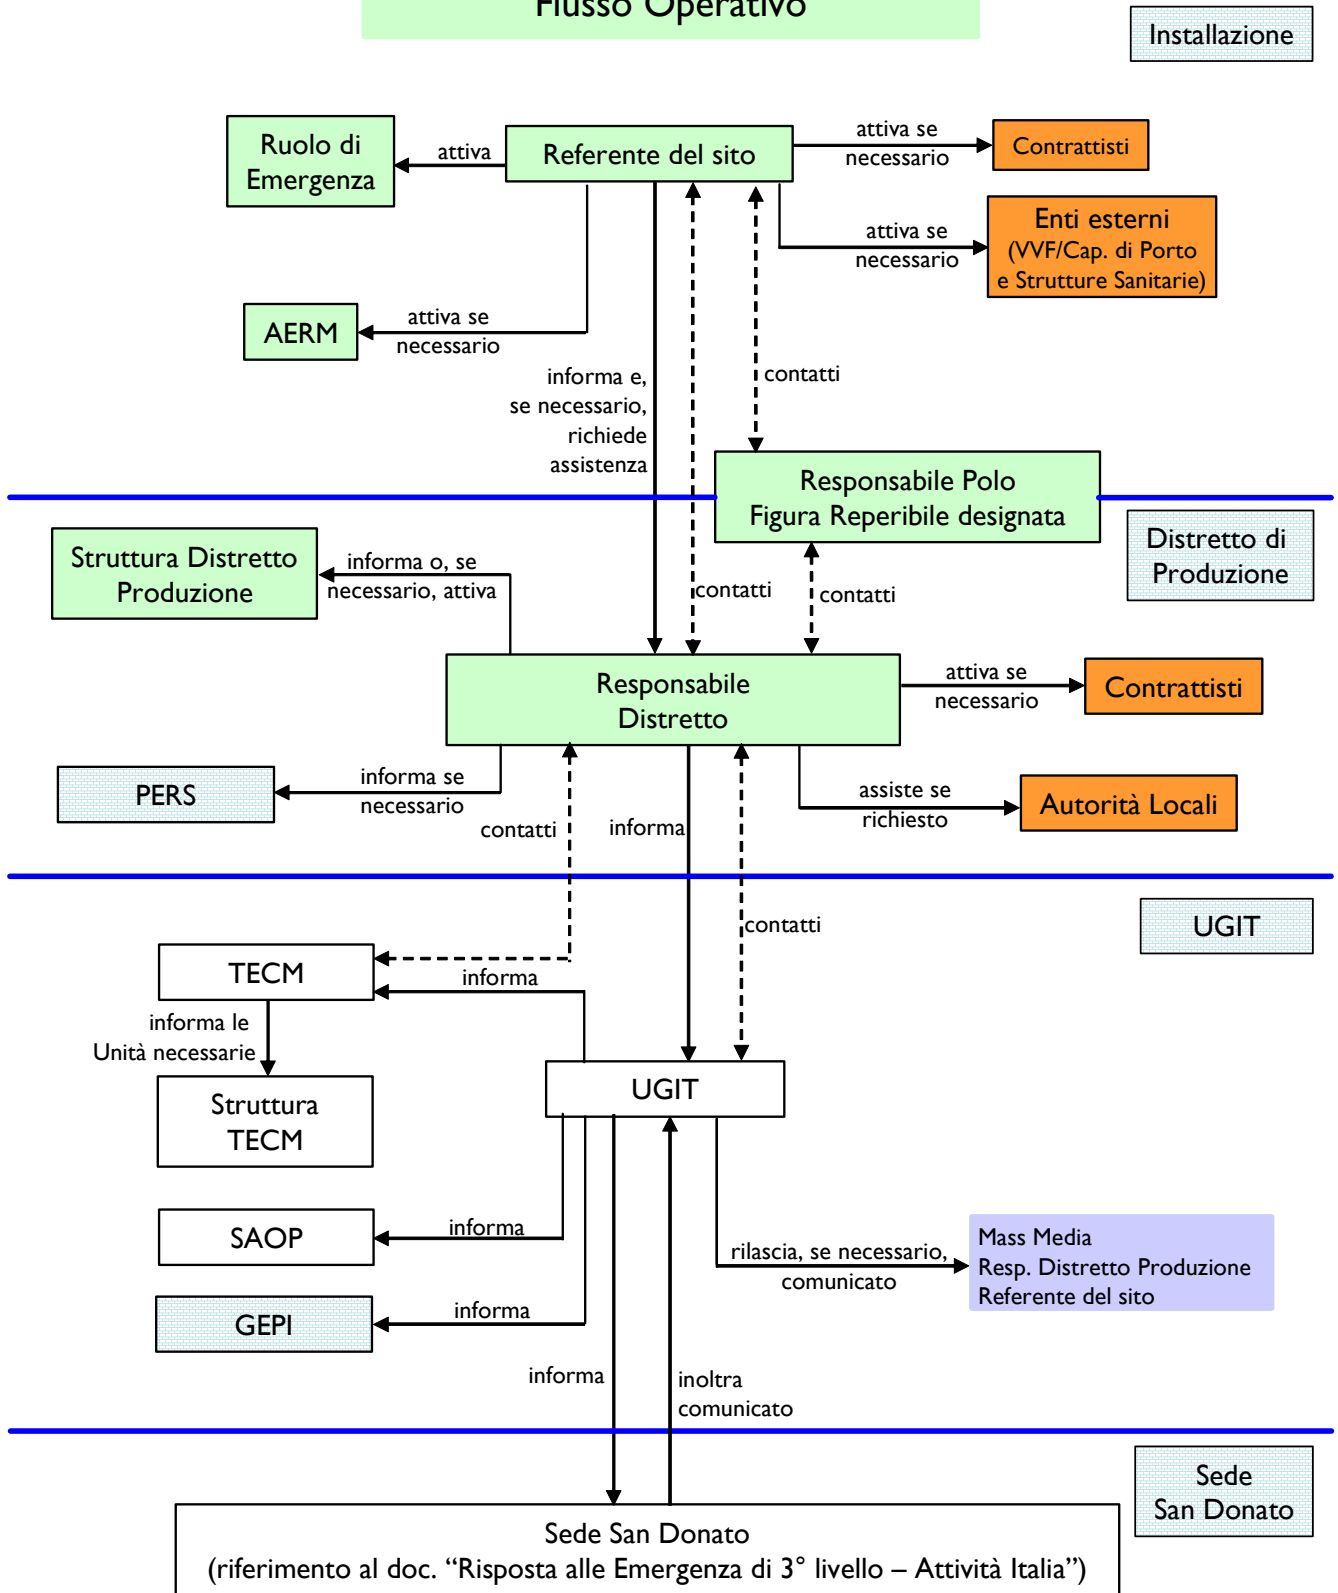 Flusso Operativo
Installazione
Ruolo di
Emergenza
attiva
Referente del sito
attiva se
necessario
Contrattisti
attiva se
necessario
Enti esterni
(VVF/Cap. di Porto
e Strutture Sanitarie)
AERM
attiva se
necessario
informa e,
se necessario,
richiede
assistenza
contatti
Responsabile Polo
Figura Reperibile designata
Distretto di
Produzione
Struttura Distretto
Produzione
informa o, se
necessario, attiva
contatti
contatti
Responsabile
Distretto
attiva se
necessario
Contrattisti
PERS
informa se
necessario
contatti
informa
assiste se
richiesto
Autorità Locali
contatti
UGIT
TECM
informa
informa le
Unità necessarie
Struttura
TECM
UGIT
SAOP
informa
rilascia, se necessario,
comunicato
Mass Media
Resp. Distretto Produzione
Referente del sito
GEPI
informa
informa
inoltra
comunicato
Sede
San Donato
Sede San Donato
(riferimento al doc. “Risposta alle Emergenza di 3° livello – Attività Italia”)